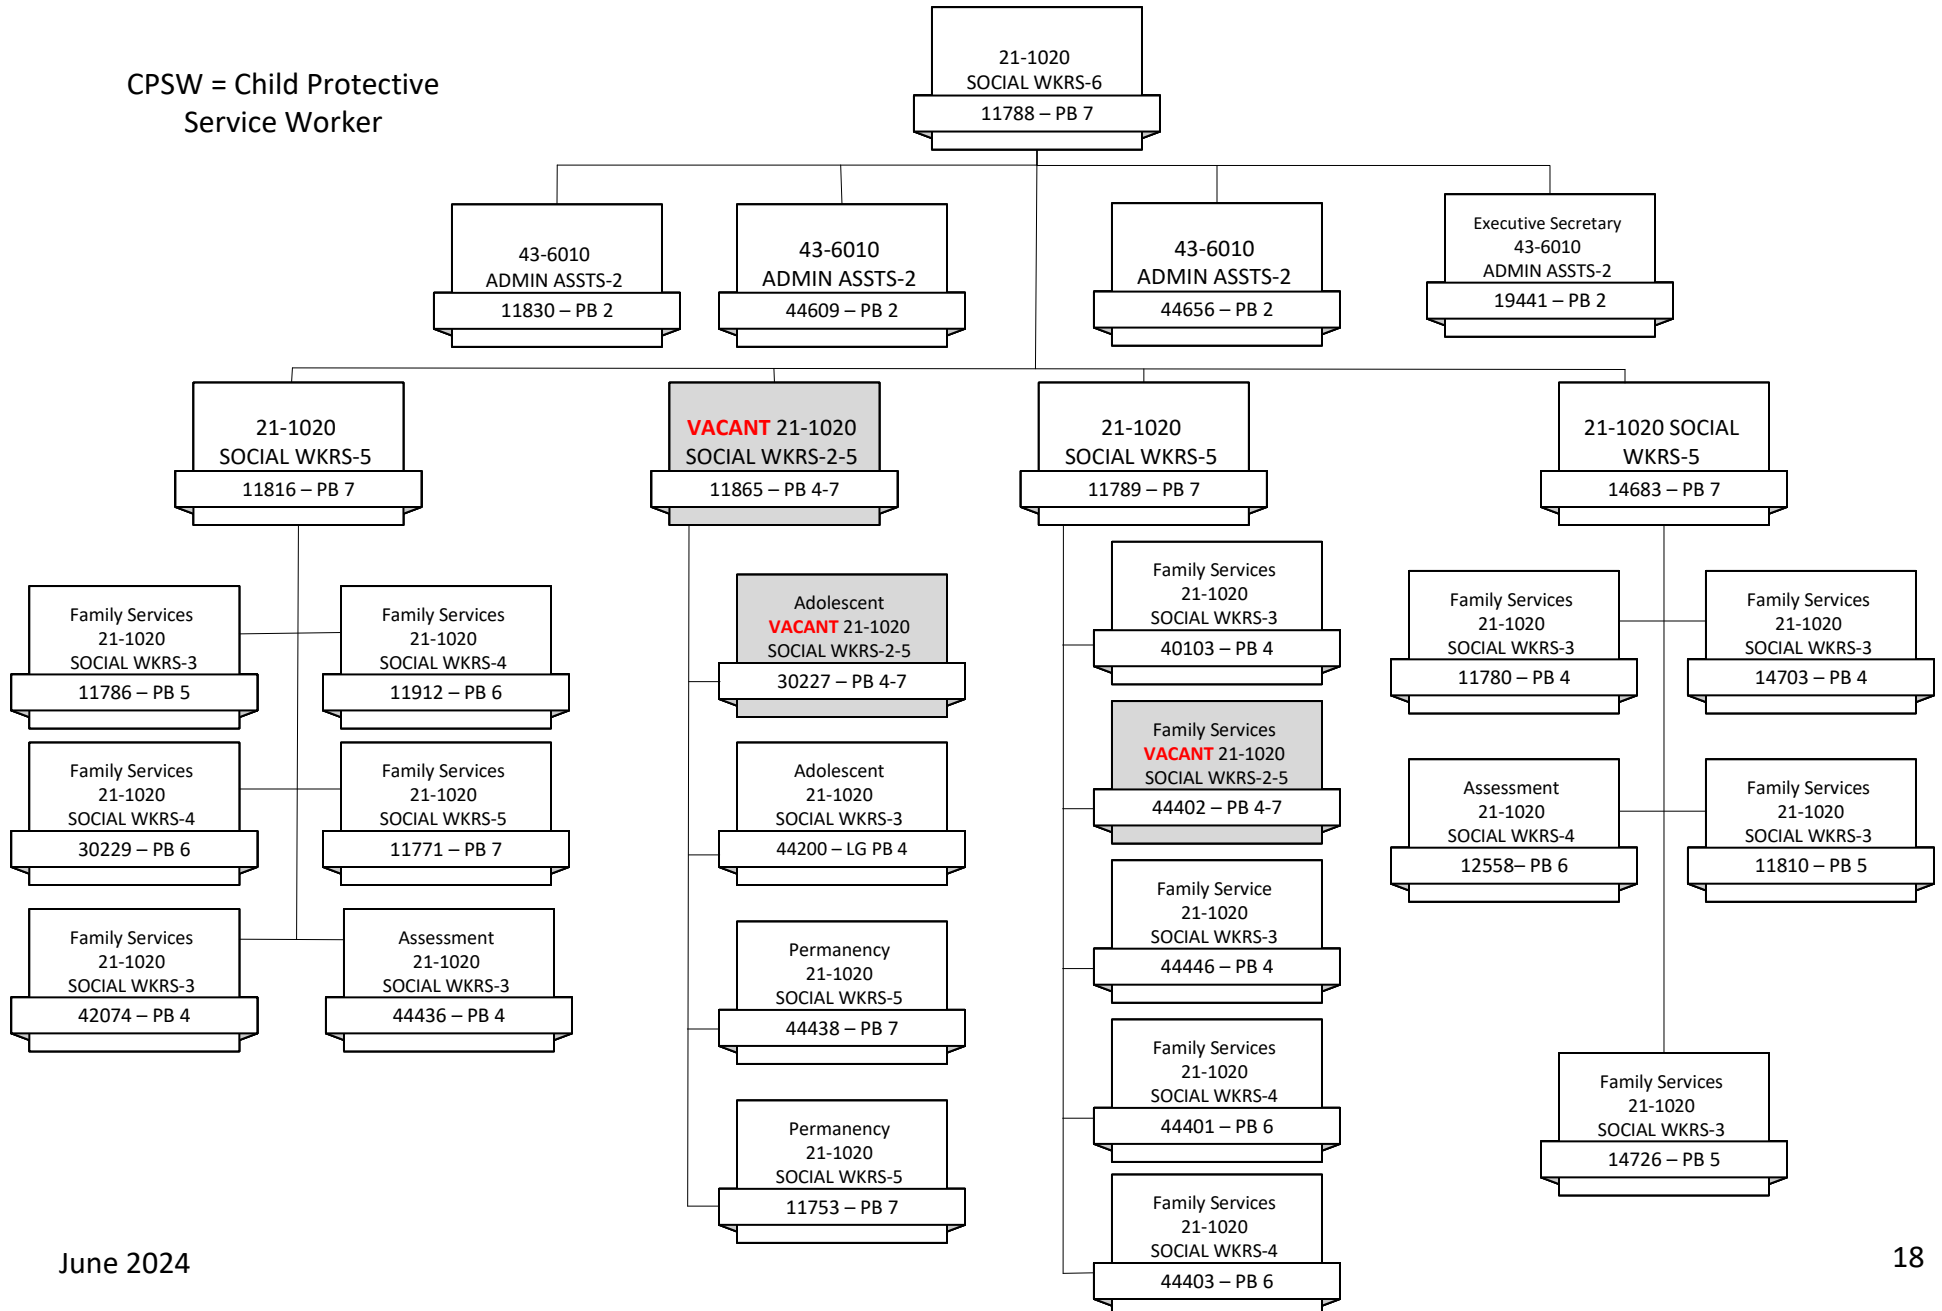 CPSW = Child Protective
Service Worker
21-1020
SOCIAL WKRS-6
11788 – PB 7
43-6010
ADMIN ASSTS-2
11830 – PB 2
43-6010
ADMIN ASSTS-2
44609 – PB 2
43-6010
ADMIN ASSTS-2
44656 – PB 2
Executive Secretary
43-6010
ADMIN ASSTS-2
19441 – PB 2
21-1020
SOCIAL WKRS-5
11816 – PB 7
VACANT 21-1020
SOCIAL WKRS-2-5
11865 – PB 4-7
21-1020
SOCIAL WKRS-5
11789 – PB 7
21-1020 SOCIAL
WKRS-5
14683 – PB 7
Family Services
21-1020
SOCIAL WKRS-3
11786 – PB 5
Family Services
21-1020
SOCIAL WKRS-4
11912 – PB 6
Family Services
21-1020
SOCIAL WKRS-4
30229 – PB 6
Family Services
21-1020
SOCIAL WKRS-5
11771 – PB 7
Family Services
21-1020
SOCIAL WKRS-3
42074 – PB 4
Assessment
21-1020
SOCIAL WKRS-3
44436 – PB 4
Adolescent
VACANT 21-1020
SOCIAL WKRS-2-5
30227 – PB 4-7
Adolescent
21-1020
SOCIAL WKRS-3
44200 – LG PB 4
Permanency
21-1020
SOCIAL WKRS-5
44438 – PB 7
Permanency
21-1020
SOCIAL WKRS-5
11753 – PB 7
Family Services
21-1020
SOCIAL WKRS-3
40103 – PB 4
Family Services
VACANT 21-1020
SOCIAL WKRS-2-5
44402 – PB 4-7
Family Service
21-1020
SOCIAL WKRS-3
44446 – PB 4
Family Services
21-1020
SOCIAL WKRS-4
44401 – PB 6
Family Services
21-1020
SOCIAL WKRS-4
44403 – PB 6
Family Services
21-1020
SOCIAL WKRS-3
11780 – PB 4
Family Services
21-1020
SOCIAL WKRS-3
14703 – PB 4
Assessment
21-1020
SOCIAL WKRS-4
12558– PB 6
Family Services
21-1020
SOCIAL WKRS-3
11810 – PB 5
Family Services
21-1020
SOCIAL WKRS-3
14726 – PB 5
June 2024
18